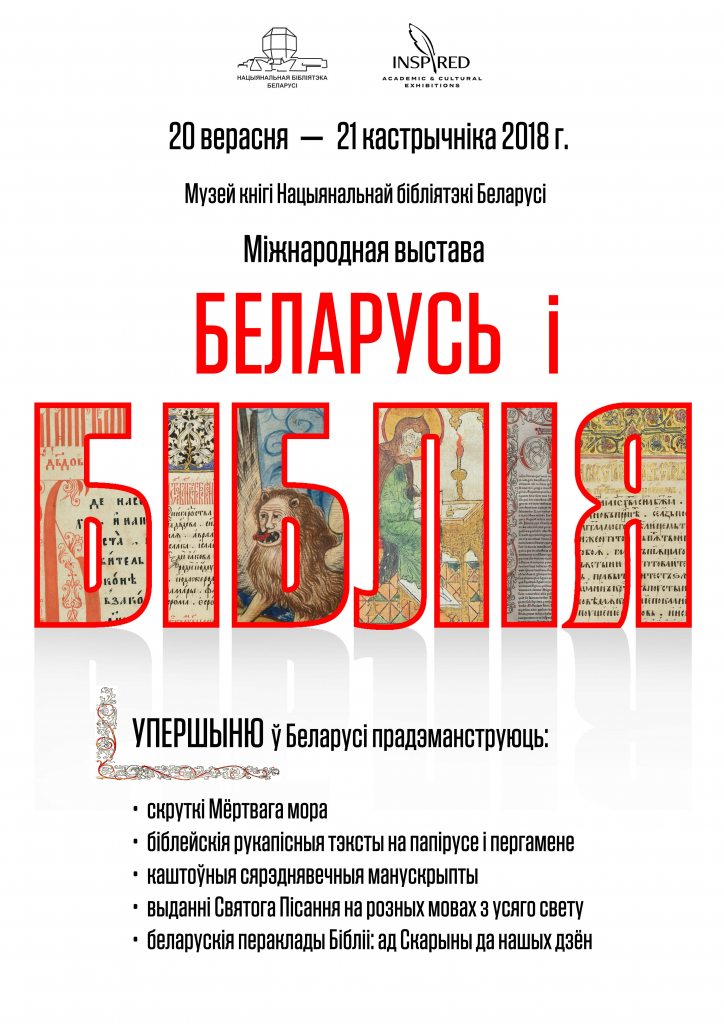 НАЦЫЯНАЛЬНАЯ БІБЛІЯТЭКА
БЕЛАРУСІ
INSPIRED
ACADEMIC & CULTURAL
EXHIBITIONS
20 верасня — 21 кастрычніка 2018 г.
Музей кнігі Нацыянальнай бібліятэкі Беларусі
Міжнародная выстава
БЕЛАРУСЬ і
БІБЛІЯ
УПЕРШЫНЮ ў Беларусі прадэманструюць:
• скруткі Мёртвага мора
• біблейскія рукапісныя тэксты на папірусе і пергамене
• каштоўныя сярэднявечныя манускрыпты
• выданні Святога Пісання на розных мовах з усяго свету
• беларускія пераклады Бібліі: ад Скарыны да нашых дзён